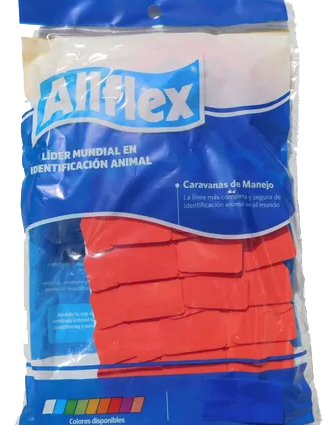 Allflex
LÍDER MUNDIAL EN
IDENTIFICACIÓN ANIMAL
• Caravanas de Manejo
La línea más completa y segura de
identificación animal en el mundo
Colores disponibles